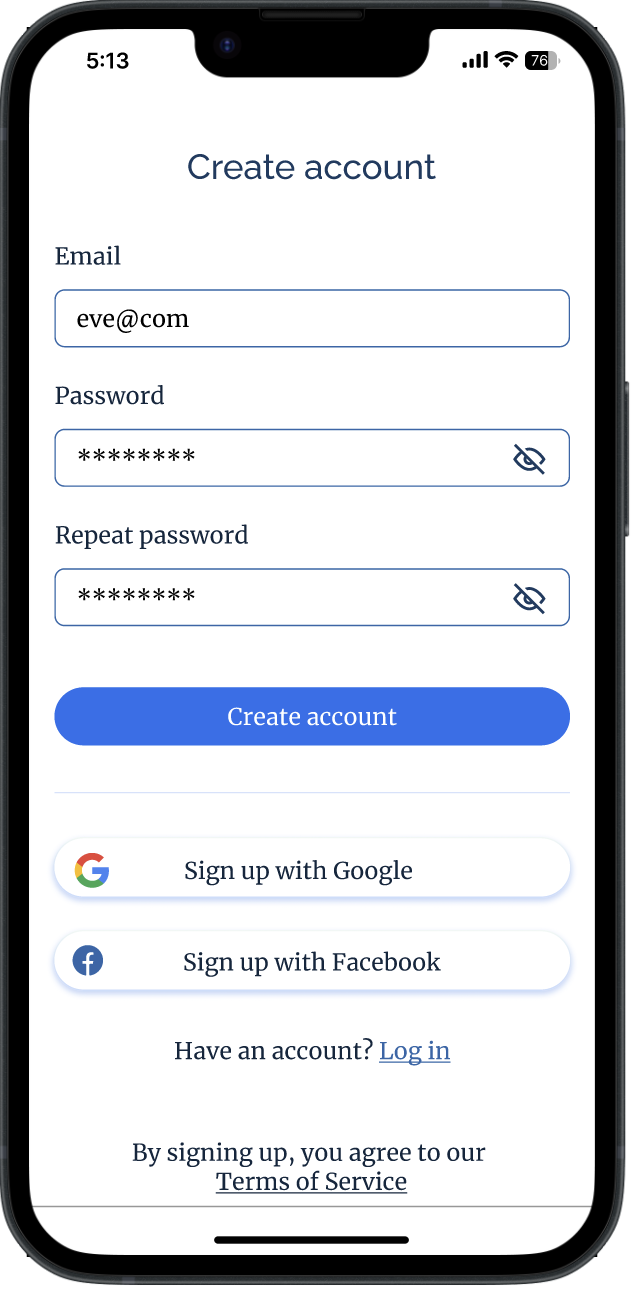 5:13
76
Create account
Email
eve@com
Password
********
Repeat password
********
Create account
Sign up with Google
Sign up with Facebook
Have an account? Log in
By signing up, you agree to our
Terms of Service